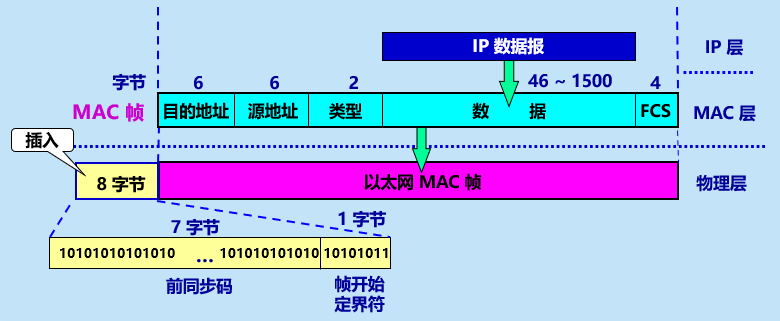 IP 数据报
IP 层
字节
6
6
2
46 ~ 1500
4
MAC 帧
目的地址
源地址
类型
数 据
FCS
MAC 层
插入
8 字节
以太网 MAC 帧
物理层
7 字节
1 字节
10101010101010 ... 101010101010
10101011
前同步码
帧开始
定界符